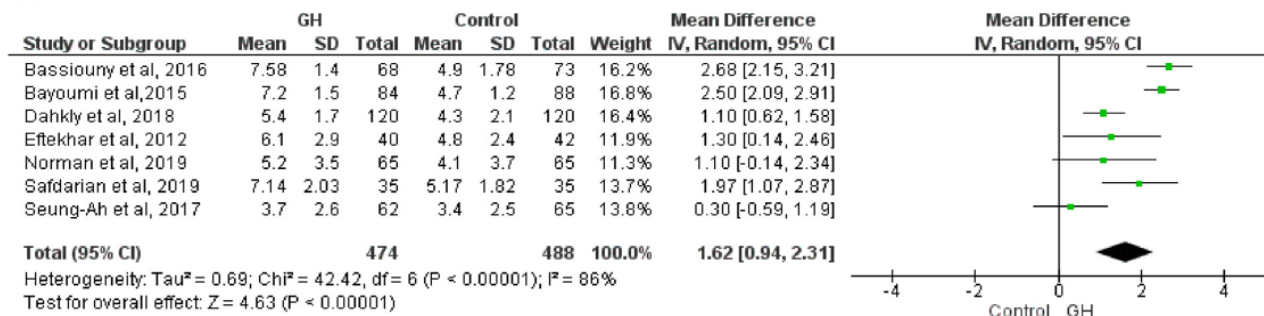 GH Control Mean Difference Mean Difference
Study or Subgroup Mean SD Total Mean SD Total Weight IV, Random, 95% CI IV, Random, 95% CI
Bassiouny et al, 2016 7.58 1.4 68 4.9 1.78 73 16.2% 2.68 [2.15, 3.21]
Bayoumi et al,2015 7.2 1.5 84 4.7 1.2 88 16.8% 2.50 [2.09, 2.91]
Dahkly et al, 2018 5.4 1.7 120 4.3 2.1 120 16.4% 1.10 [0.62, 1.58]
Eftekhar et al, 2012 6.1 2.9 40 4.8 2.4 42 11.9% 1.30 [0.14, 2.46]
Norman et al, 2019 5.2 3.5 65 4.1 3.7 65 11.3% 1.10 [-0.14, 2.34]
Safdarian et al, 2019 7.14 2.03 35 5.17 1.82 35 13.7% 1.97 [1.07, 2.87]
Seung-Ah et al, 2017 3.7 2.6 62 3.4 2.5 65 13.8% 0.30 [-0.59, 1.19]
Total (95% CI) 474 488 100.0% 1.62 [0.94, 2.31]
Heterogeneity: Tau² = 0.69; Chi² = 42.42, df = 6 (P < 0.00001); I² = 86%
Test for overall effect: Z = 4.63 (P < 0.00001)
-4 -2 0 2 4
Control GH